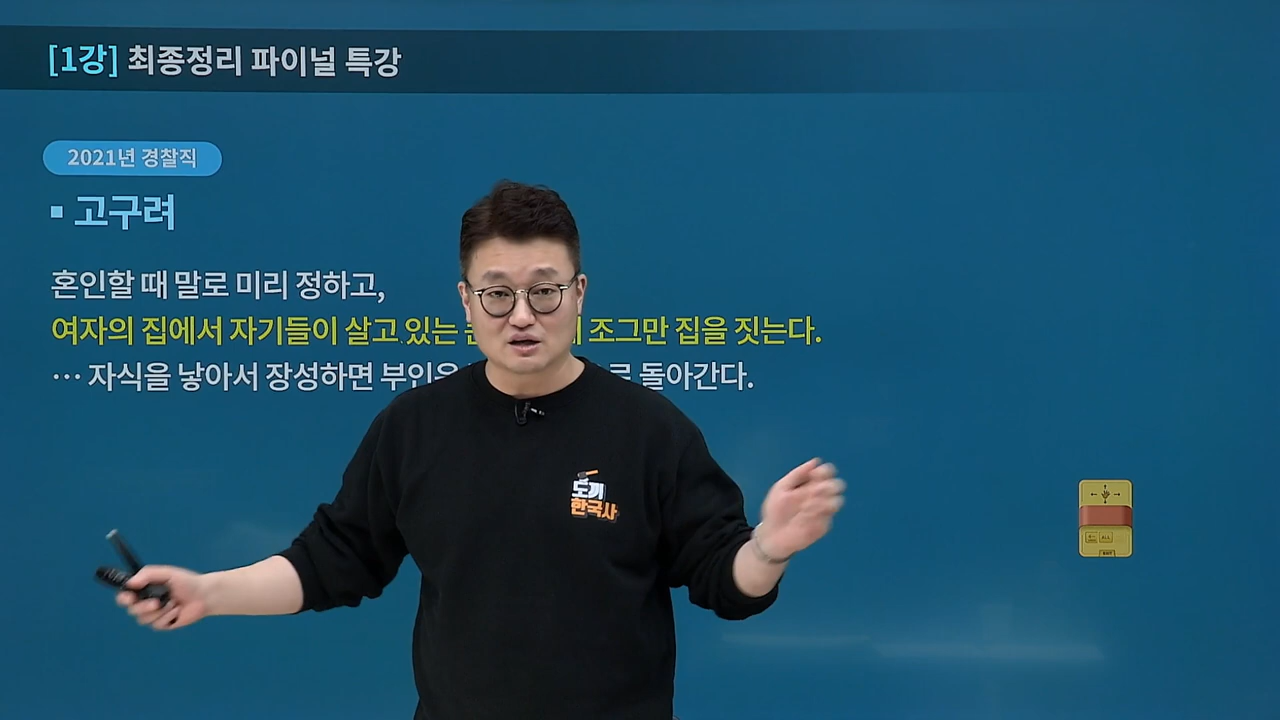 [1강] 최종정리 파이널 특강
2021년 경찰직
▪ 고구려
혼인할 때 말로 미리 정하고,
여자의 집에서 자기들이 살고 있는 조그만 집을 짓는다.
… 자식을 낳아서 장성하면 돌아간다.
도끼
한국사
ALL
EXIT